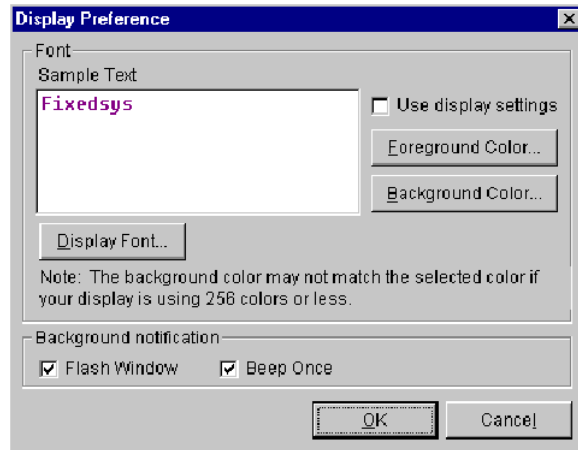 Display Preference
Font
Sample Text
Fixedsys
Use display settings
Foreground Color...
Background Color...
Display Font...
Note: The background color may not match the selected color if
your display is using 256 colors or less.
Background notification
Flash Window Beep Once
OK Cancel